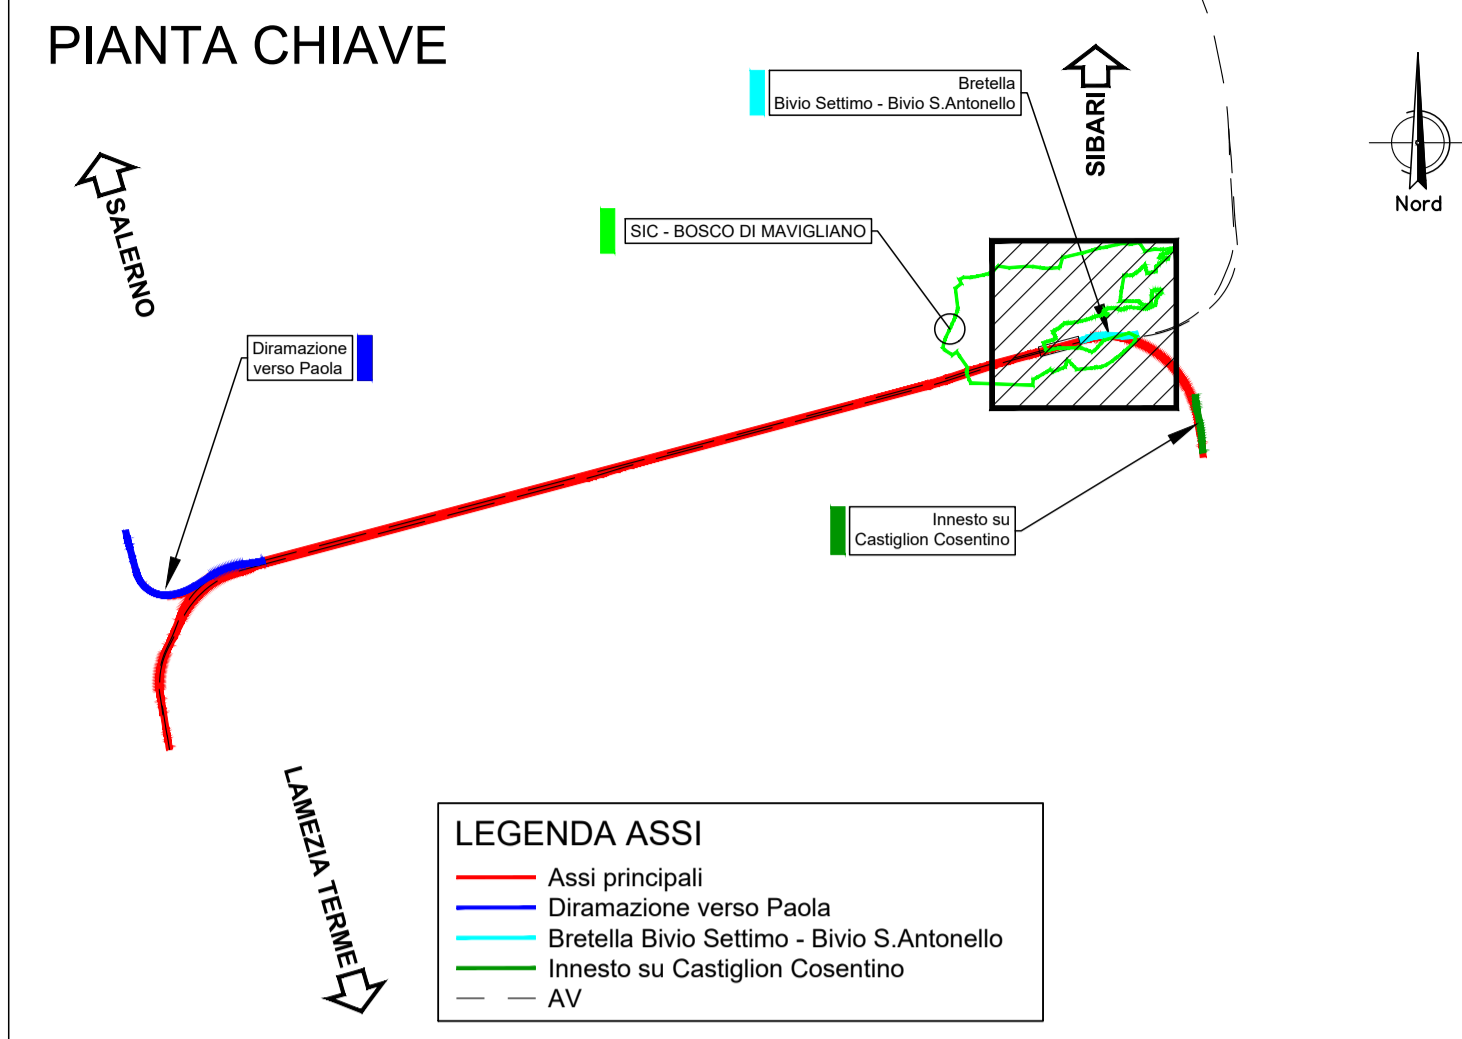 PIANTA CHIAVE
Bretella
Bivio Settimo - Bivio S.Antonello
SIBARI
Nord
SALERNO
SIC - BOSCO DI MAVIGLIANO
Diramazione
verso Paola
Innesto su
Castiglion Cosentino
LAMEZIA TERME
LEGENDA ASSI
Assi principali
Diramazione verso Paola
Bretella Bivio Settimo - Bivio S.Antonello
Innesto su Castiglion Cosentino
AV